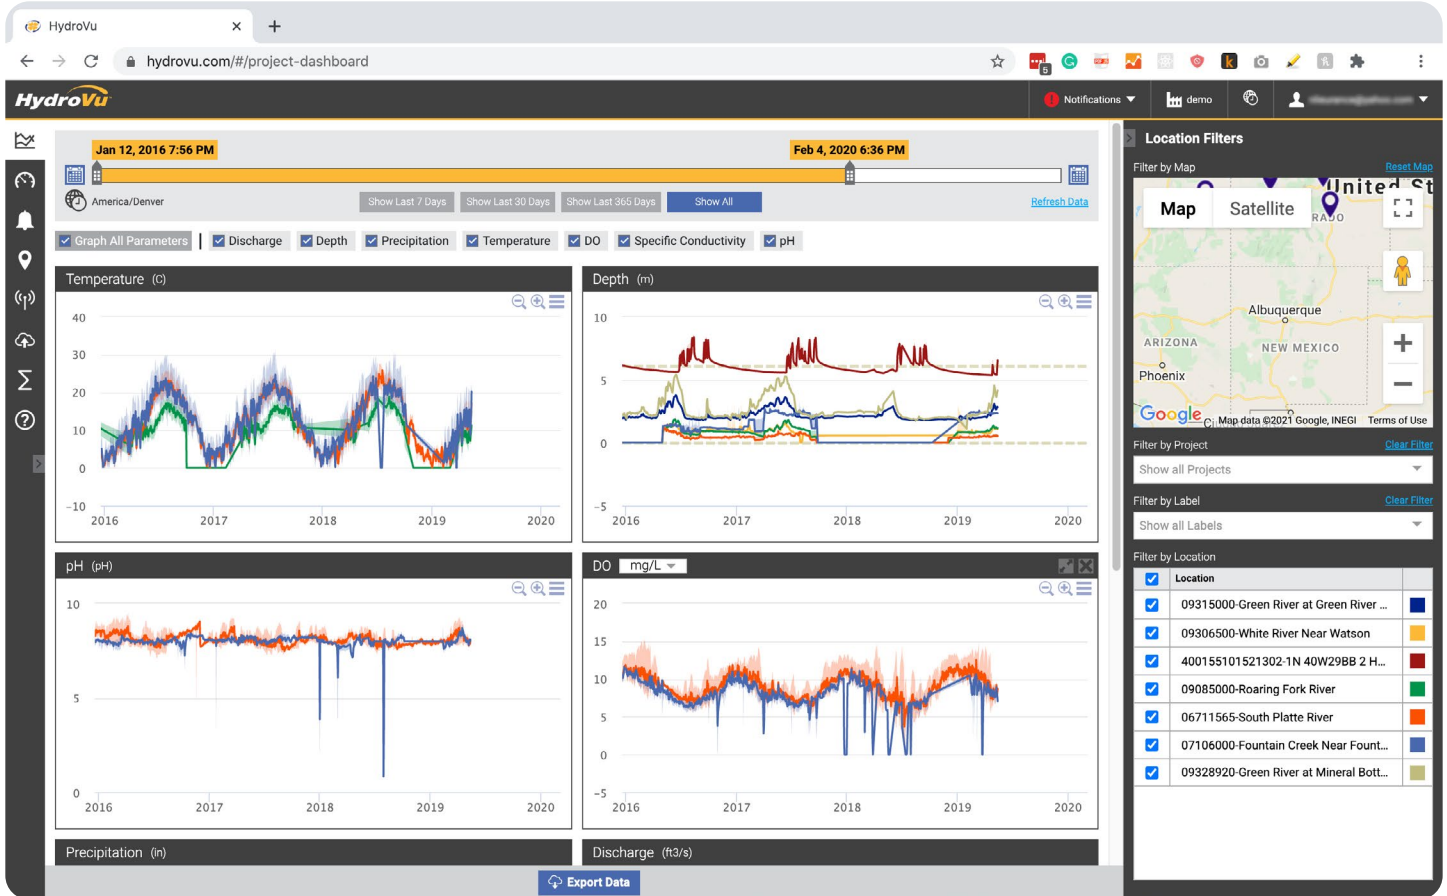 HydroVu
hydrovu.com/#/project-dashboard
5
HydroVu
Notifications
demo
Jan 12, 2016 7:56 PM
Feb 4, 2020 6:36 PM
America/Denver
Show Last 7 Days
Show Last 30 Days
Show Last 365 Days
Show All
Refresh Data
Graph All Parameters
Discharge
Depth
Precipitation
Temperature
DO
Specific Conductivity
pH
Temperature (C)
40
30
20
10
0
-10
2016
2017
2018
2019
2020
Depth (m)
10
5
0
-5
2016
2017
2018
2019
2020
pH (pH)
10
5
0
2016
2017
2018
2019
2020
DO mg/L
20
15
10
5
0
-5
2016
2017
2018
2019
2020
Precipitation (in)
Discharge (ft3/s)
Export Data
Location Filters
Filter by Map
Reset Map
United St
Map
Satellite
RADO
Albuquerque
ARIZONA
NEW MEXICO
Phoenix
Google
Map data ©2021 Google, INEGI
Terms of Use
Filter by Project
Clear Filter
Show all Projects
Filter by Label
Clear Filter
Show all Labels
Filter by Location
Location
09315000-Green River at Green River ...
09306500-White River Near Watson
400155101521302-1N 40W29BB 2 H...
09085000-Roaring Fork River
06711565-South Platte River
07106000-Fountain Creek Near Fount...
09328920-Green River at Mineral Bott...